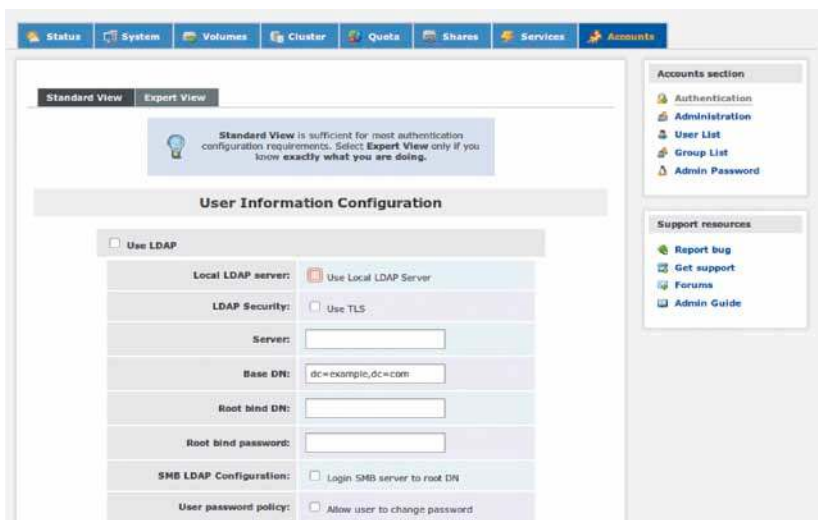 Status System Volumes Cluster Quota Shares Services Accounts
Standard View Expert View
Standard View is sufficient for most authentication
configuration requirements. Select Expert View only if you
know exactly what you are doing.
User Information Configuration
Use LDAP
Local LDAP server: Use Local LDAP Server
LDAP Security: Use TLS
Server:
Base DN: dc=example,dc=com
Root bind DN:
Root bind password:
SMB LDAP Configuration: Login SMB server to root DN
User password policy: Allow user to change password
Accounts section
Authentication
Administration
User List
Group List
Admin Password
Support resources
Report bug
Get support
Forums
Admin Guide